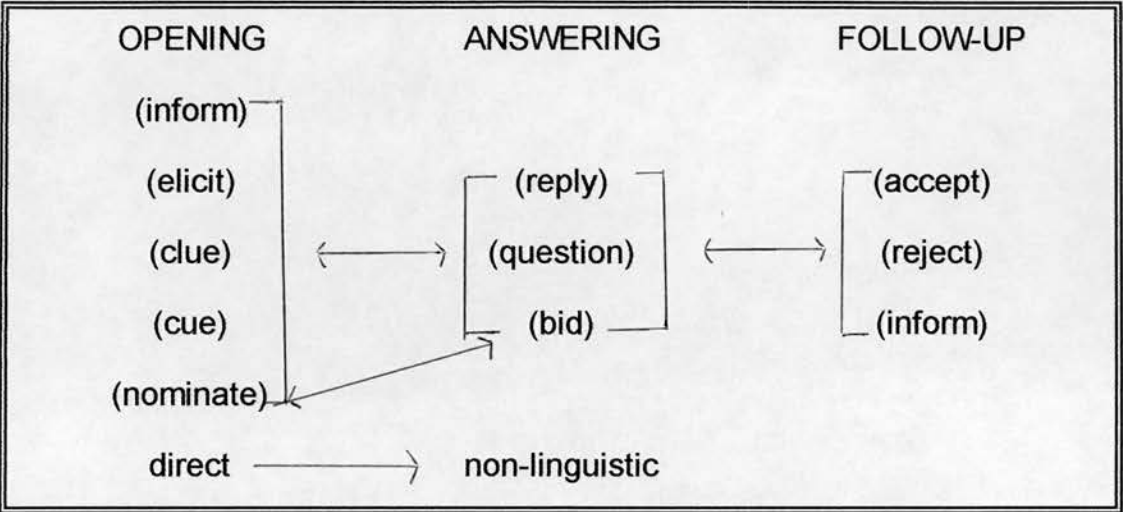 OPENING ANSWERING FOLLOW-UP
(inform)
(elicit) (reply) (accept)
(clue) (question) (reject)
(cue) (bid) (inform)
(nominate)
direct non-linguistic